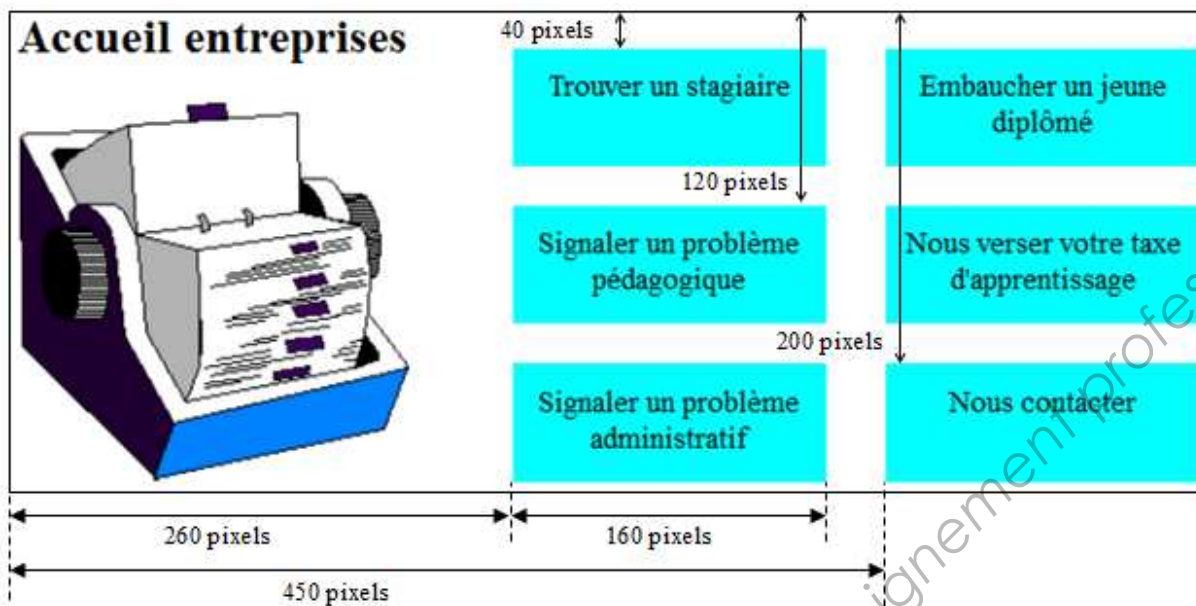 Accueil entreprises
40 pixels
Trouver un stagiaire
Embaucher un jeune
diplômé
120 pixels
Signaler un problème
pédagogique
Nous verser votre taxe
d'apprentissage
200 pixels
Signaler un problème
administratif
Nous contacter
260 pixels
160 pixels
450 pixels